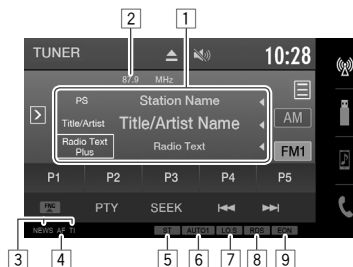 2 1
TUNER 10:28
87.9 MHz
PS Station Name
Title/Artist Title/Artist Name AM
Radio Text Plus Radio Text FM1
P1 P2 P3 P4 P5
FNC PTY SEEK
NEWS AF TI ST AUTO1 LO.S RDS EON
3 4 5 6 7 8 9